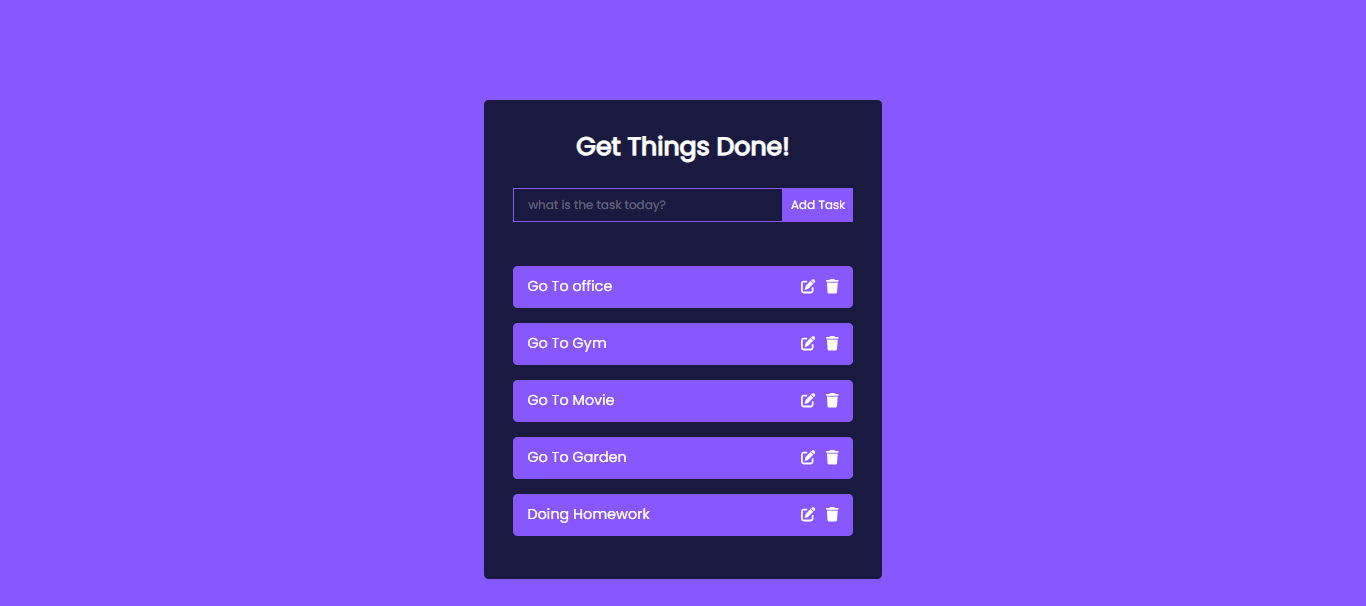 Get Things Done!
what is the task today?
Add Task
Go To office
Go To Gym
Go To Movie
Go To Garden
Doing Homework